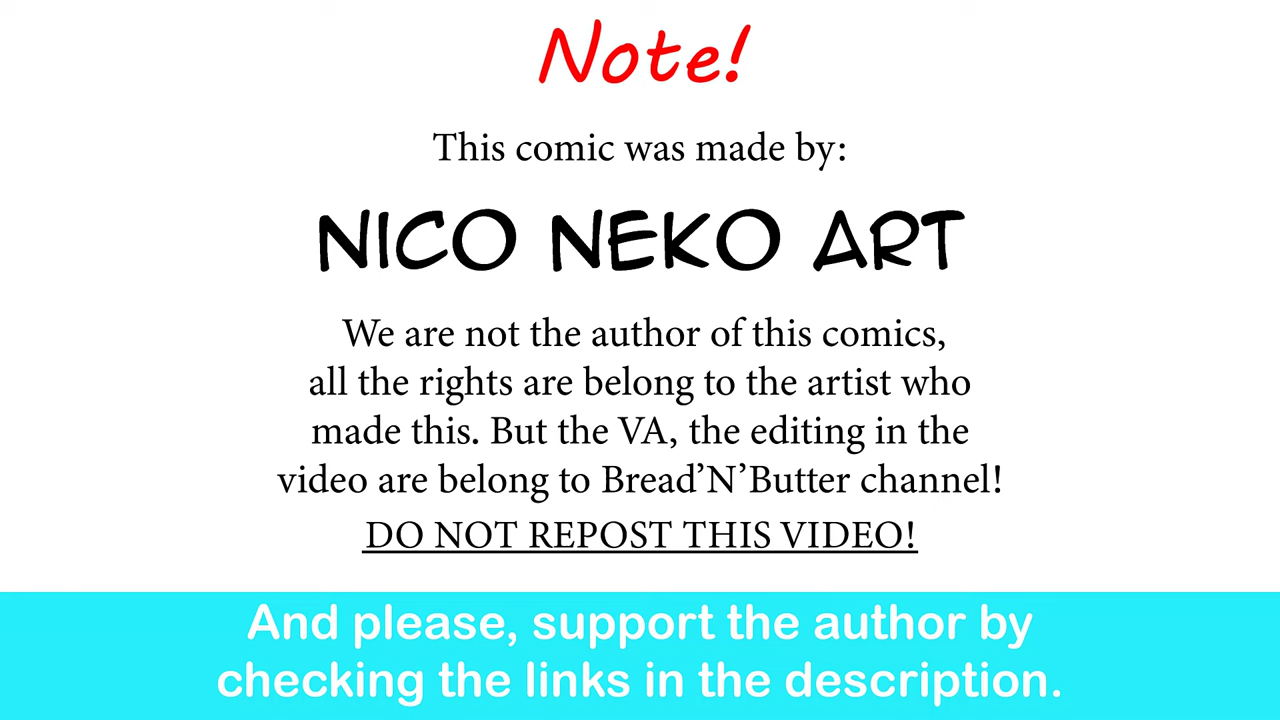 Note!
This comic was made by:
NICO NEKO ART
We are not the author of this comics,
all the rights are belong to the artist who
made this. But the VA, the editing in the
video are belong to Bread’N’Butter channel!
DO NOT REPOST THIS VIDEO!
And please, support the author by
checking the links in the description.